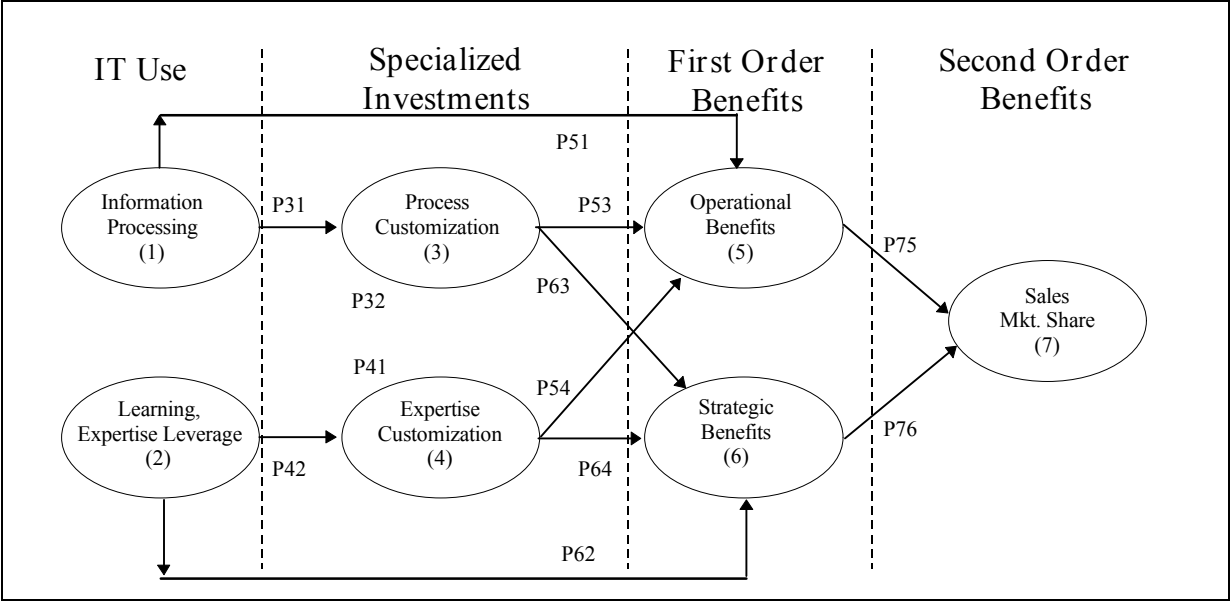 IT Use
Specialized
Investments
First Order
Benefits
Second Order
Benefits
P51
Information
Processing
(1)
P31
Process
Customization
(3)
P53
Operational
Benefits
(5)
P75
P32
P63
Sales
Mkt. Share
(7)
P41
P54
Learning,
Expertise Leverage
(2)
P42
Expertise
Customization
(4)
P64
Strategic
Benefits
(6)
P76
P62